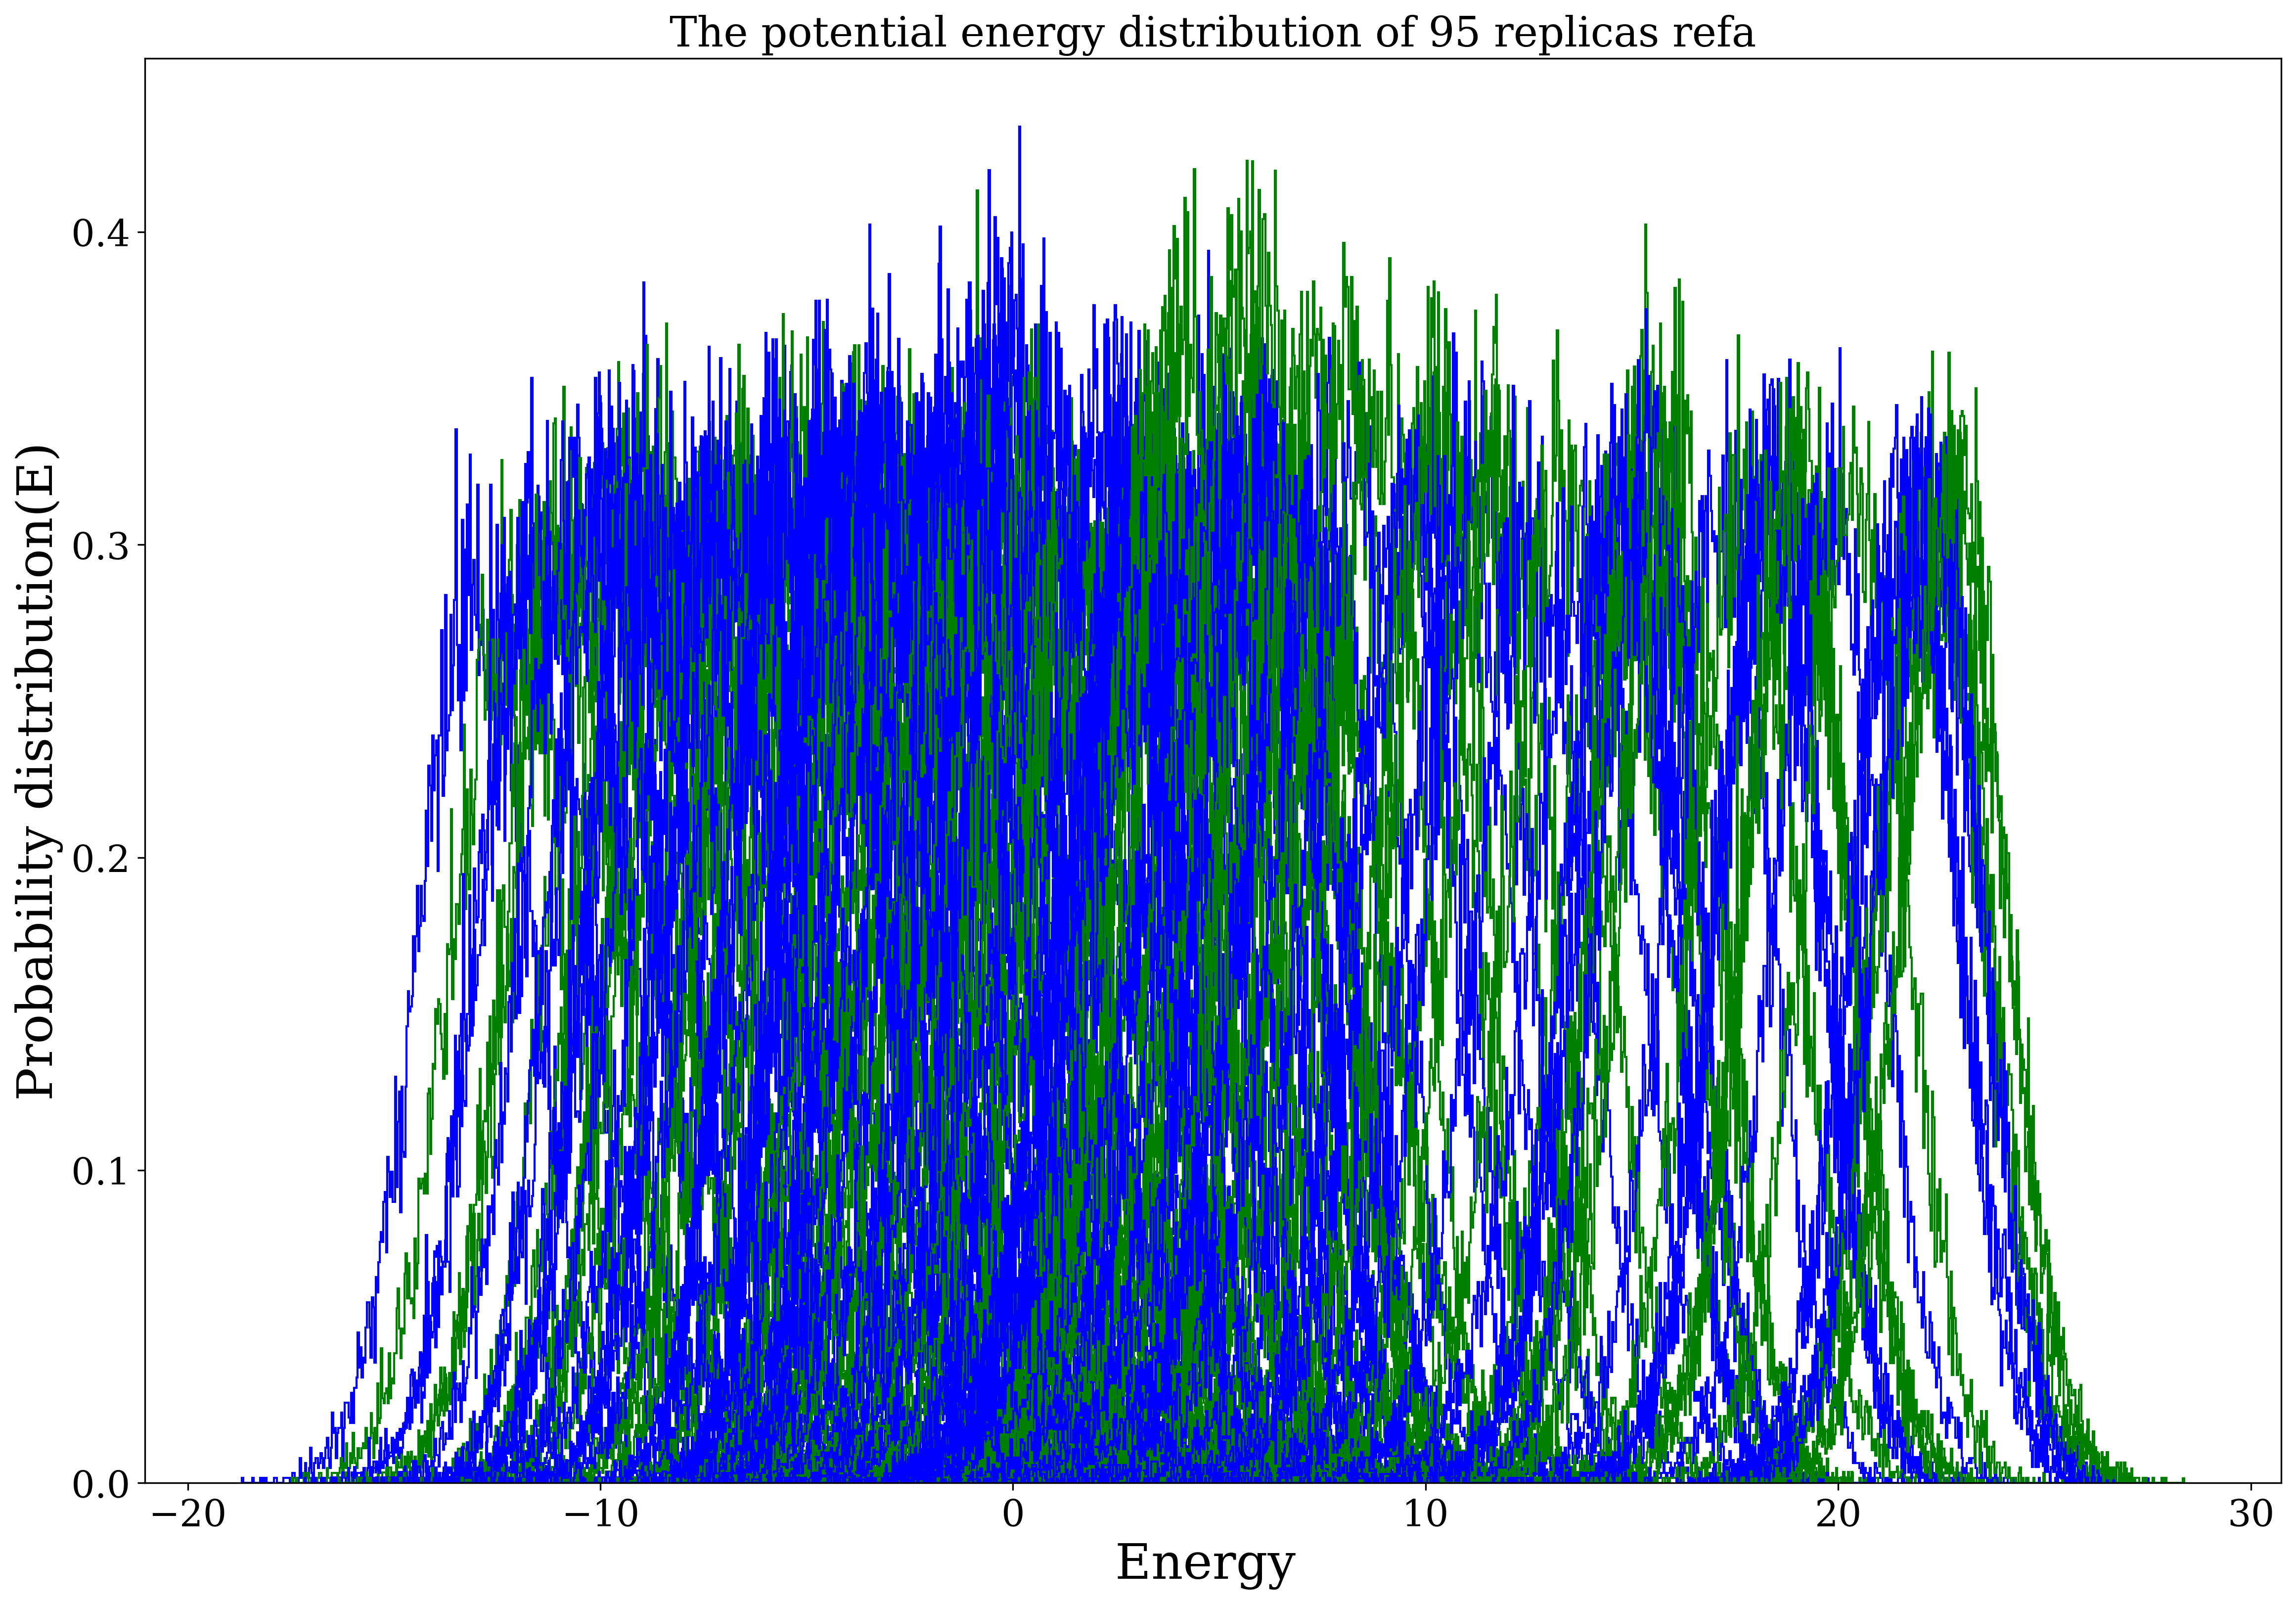 The potential energy distribution of 95 replicas refa
Probability distribution(E)
0.4
0.3
0.2
0.1
0.0
−20 −10 0 10 20 30
Energy